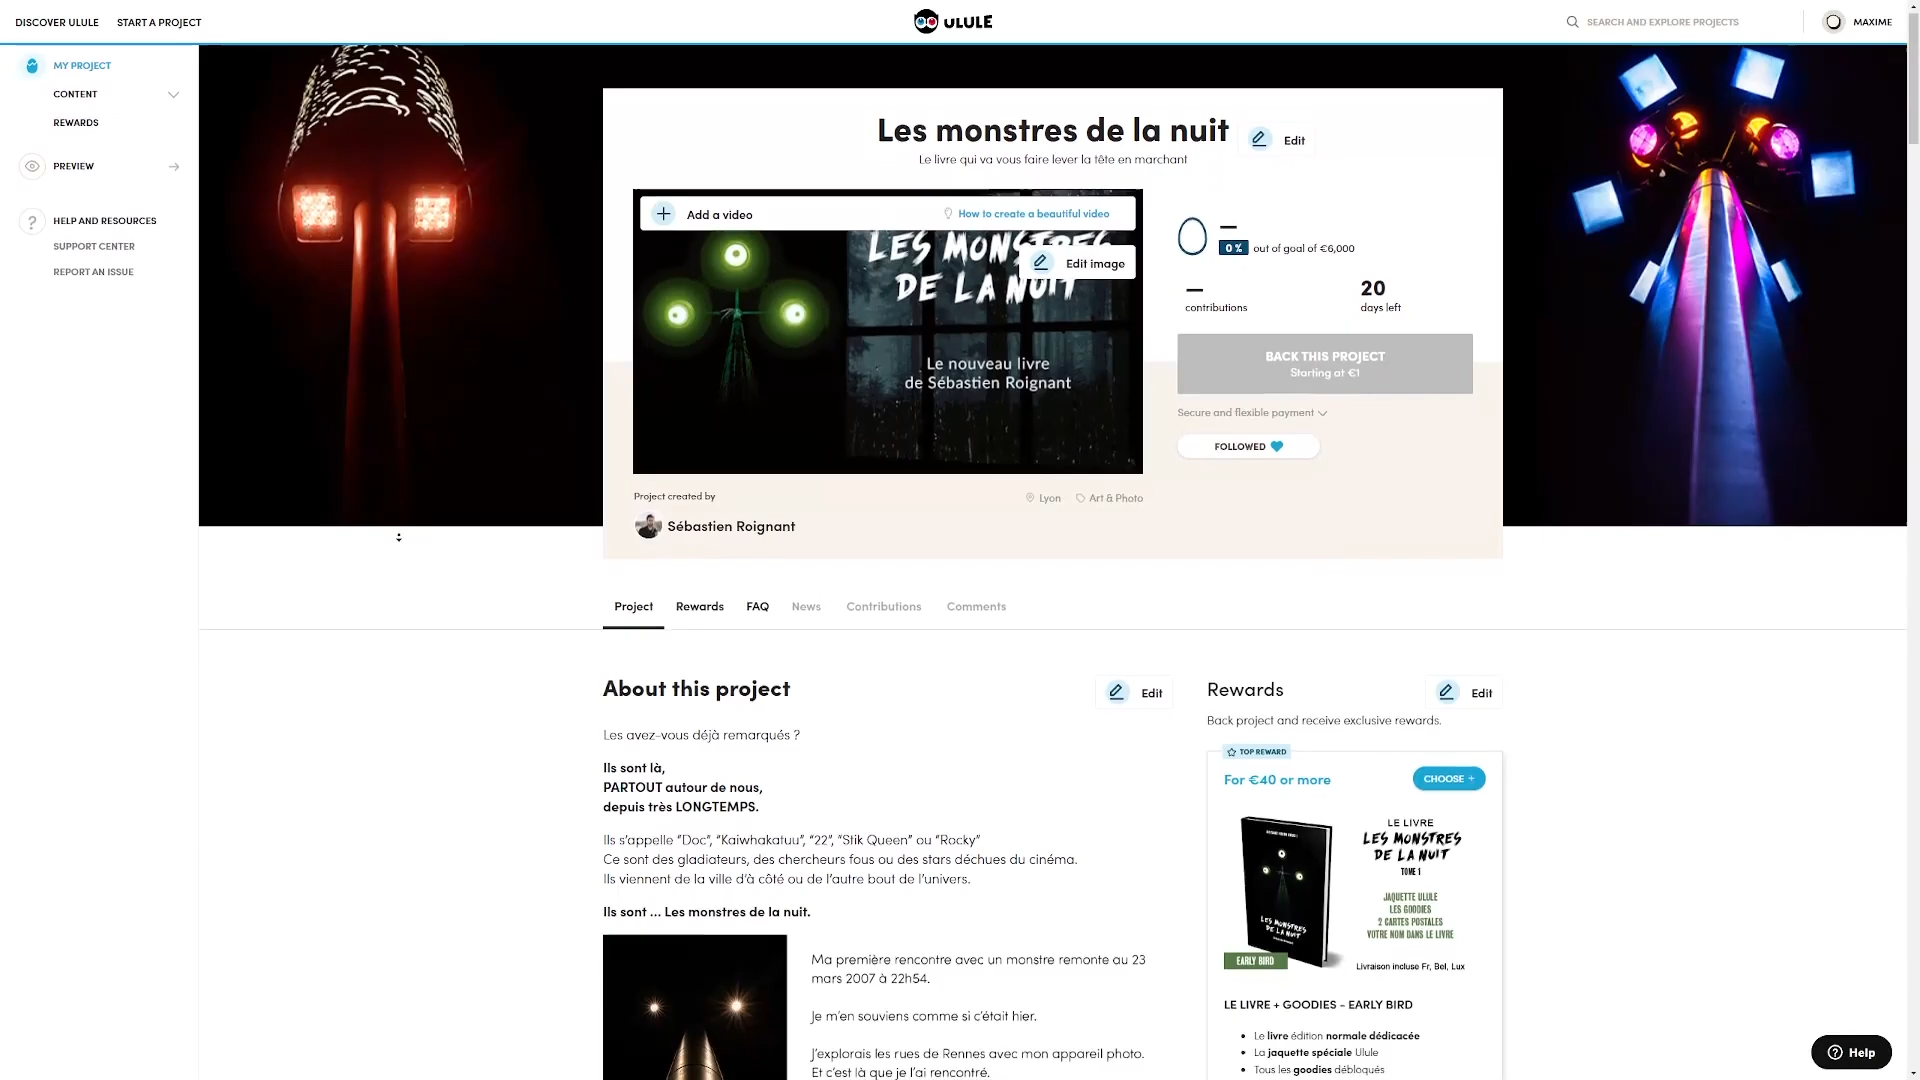 DISCOVER ULULE
START A PROJECT
ULULE
SEARCH AND EXPLORE PROJECTS
MAXIME
MY PROJECT
CONTENT
REWARDS
PREVIEW
HELP AND RESOURCES
SUPPORT CENTER
REPORT AN ISSUE
Les monstres de la nuit
Edit
Le livre qui va vous faire lever la tête en marchant
Add a video
How to create a beautiful video
LES MONSTRES
DE LA NUIT
Edit image
Le nouveau livre
de Sébastien Roignant
0 %
out of goal of €6,000
contributions
20
days left
BACK THIS PROJECT
Starting at €1
Secure and flexible payment
FOLLOWED
Project created by
Lyon
Art & Photo
Sébastien Roignant
Project
Rewards
FAQ
News
Contributions
Comments
About this project
Edit
Les avez-vous déjà remarqués ?
Ils sont là,
PARTOUT autour de nous,
depuis très LONGTEMPS.
Ils s'appelle “Doc”, “Kaiwhakatuu”, “22”, “Stik Queen” ou “Rocky”
Ce sont des gladiateurs, des chercheurs fous ou des stars déchues du cinéma.
Ils viennent de la ville d'à côté ou de l'autre bout de l'univers.
Ils sont ... Les monstres de la nuit.
Ma première rencontre avec un monstre remonte au 23
mars 2007 à 22h54.
Je m'en souviens comme si c'était hier.
J'explorais les rues de Rennes avec mon appareil photo.
Et c'est là que je l'ai rencontré.
Rewards
Edit
Back project and receive exclusive rewards.
TOP REWARD
For €40 or more
CHOOSE +
LE LIVRE
LES MONSTRES
DE LA NUIT
TOME 1
JAQUETTE ULULE
LES GOODIES
2 CARTES POSTALES
VOTRE NOM DANS LE LIVRE
LES MONSTRES
DE LA NUIT
EARLY BIRD
Livraison incluse Fr, Bel, Lux
LE LIVRE + GOODIES - EARLY BIRD
Le livre édition normale dédicacée
La jaquette spéciale Ulule
Tous les goodies débloqués
Help